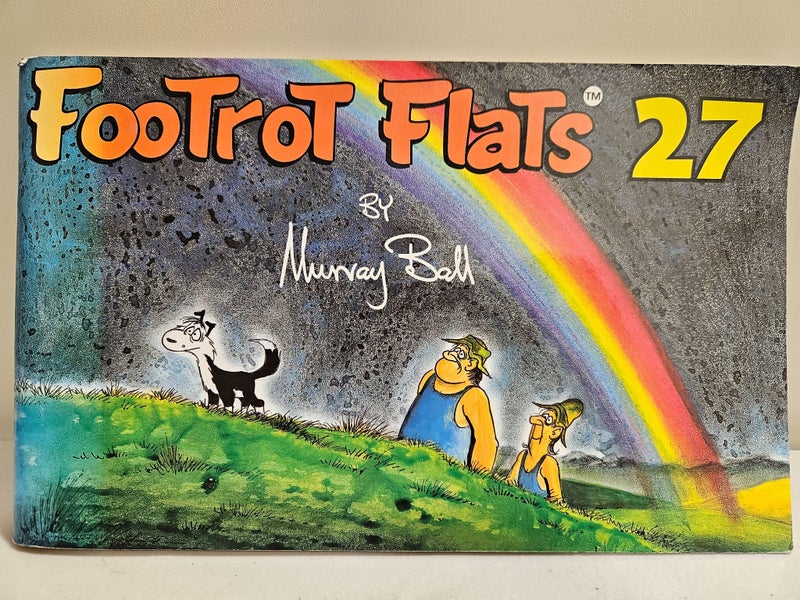 FooTroT FlaTs™ 27
BY
Murray Ball